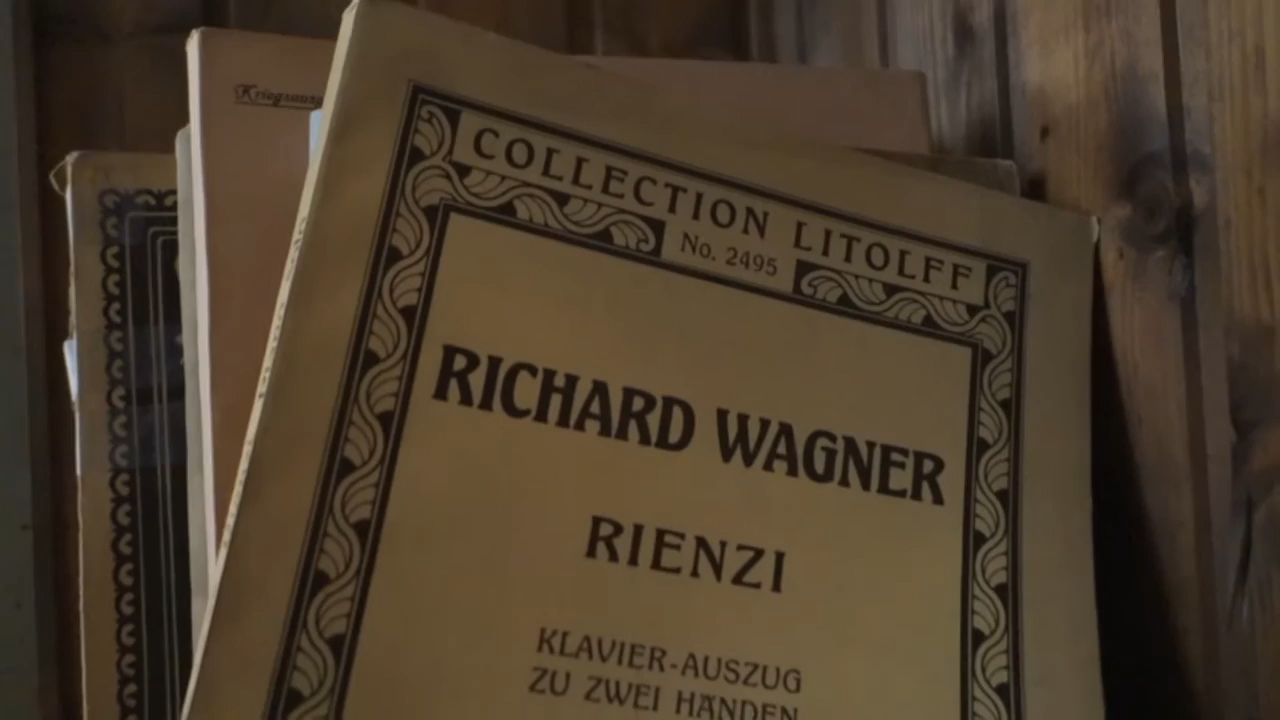 COLLECTION LITOLFF
No. 2495
RICHARD WAGNER
RIENZI
KLAVIER-AUSZUG
ZU ZWEI HÄNDEN